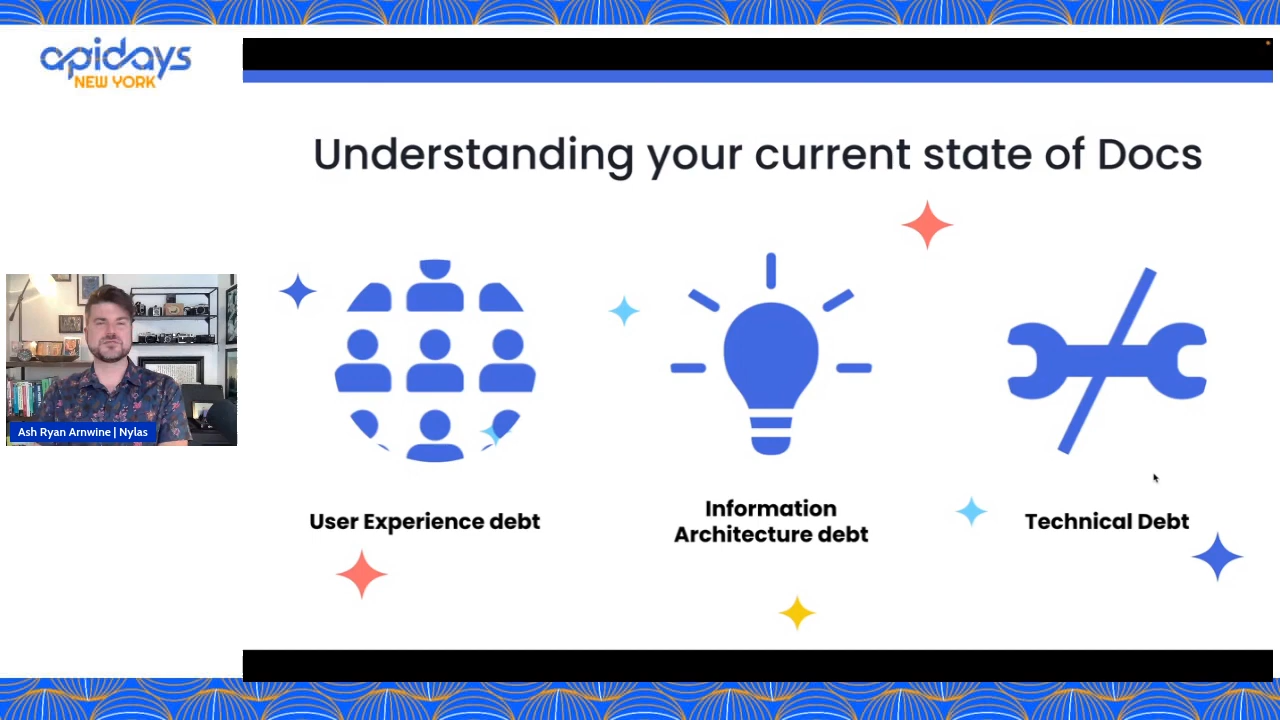 apidays
NEW YORK
Understanding your current state of Docs
Ash Ryan Arnwine | Nylas
User Experience debt
Information
Architecture debt
Technical Debt